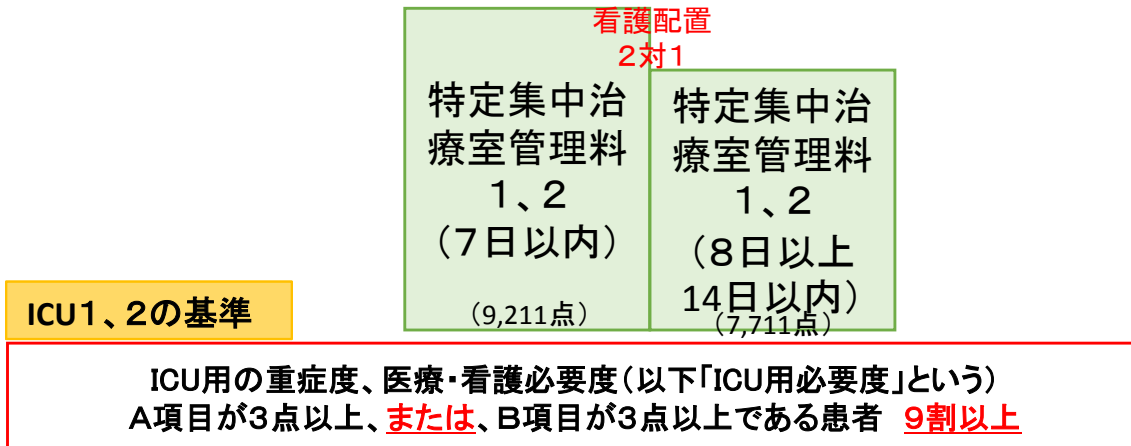 看護配置
２対１
特定集中治
療室管理料
１、２
（７日以内）
（9,211点）
特定集中治
療室管理料
１、２
（８日以上
14日以内）
（7,711点）
ICU１、２の基準
ICU用の重症度、医療・看護必要度（以下「ICU用必要度」という）
A項目が３点以上、または、B項目が３点以上である患者　９割以上